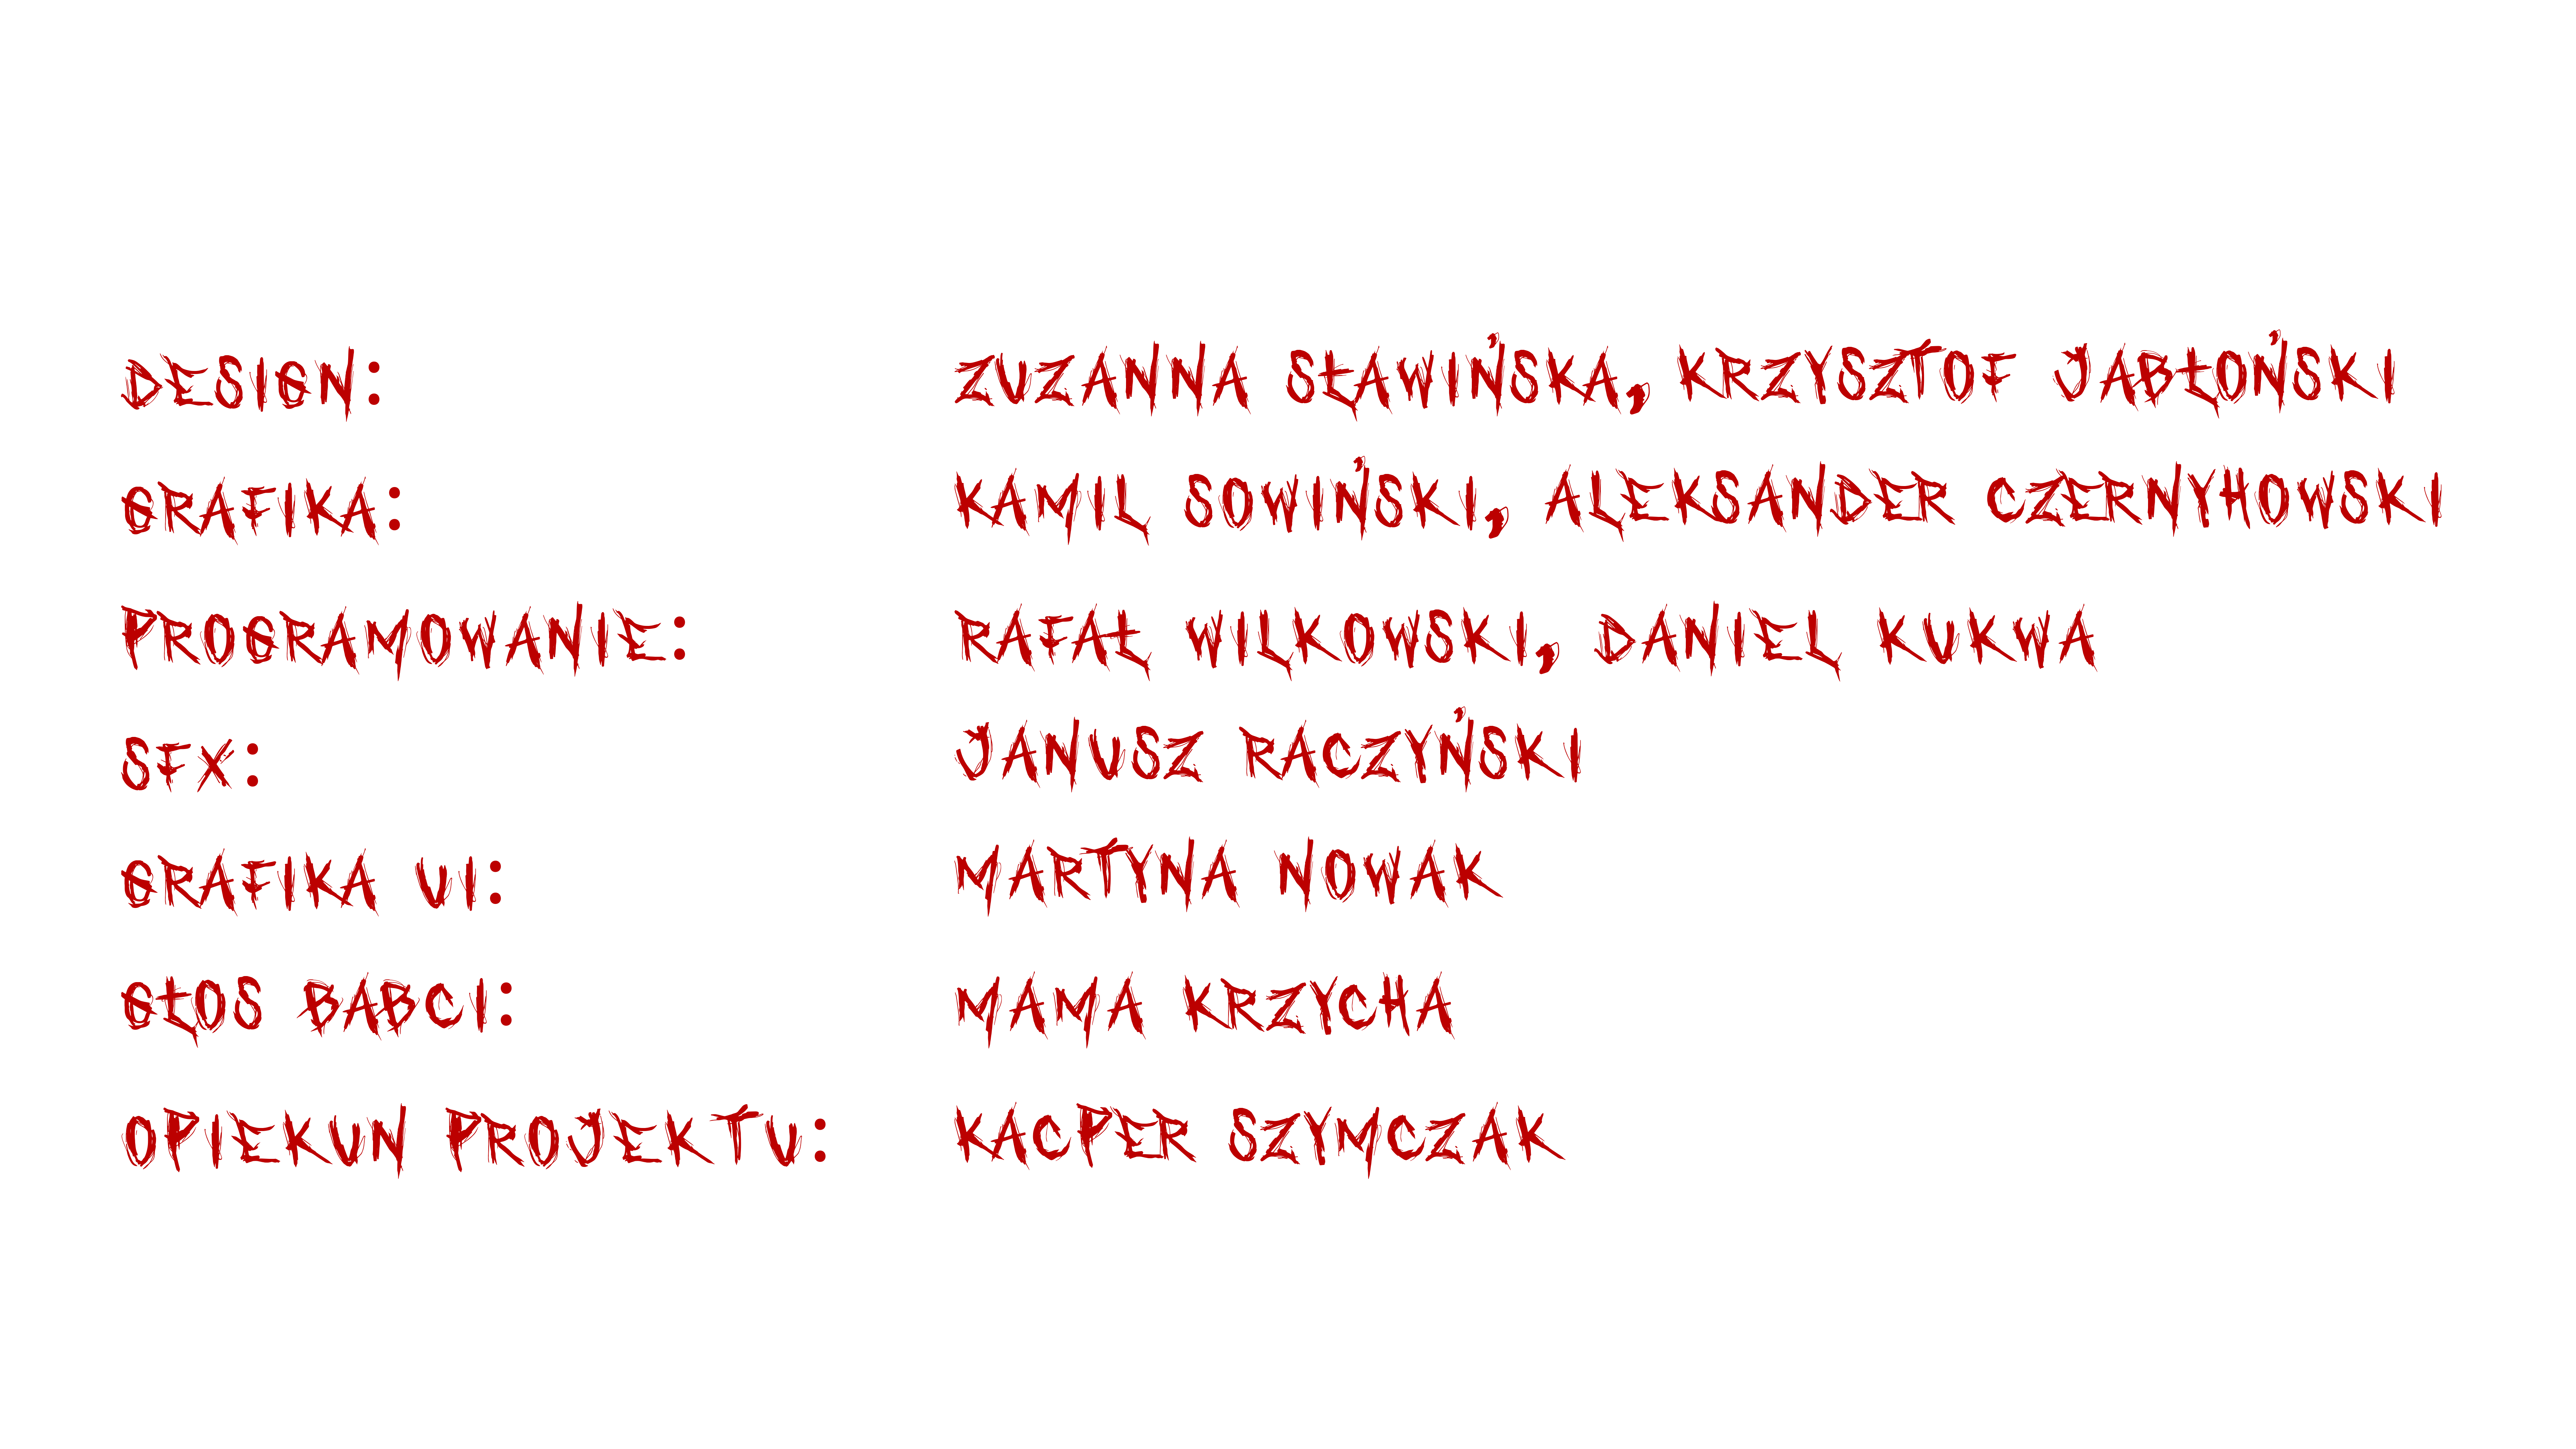 DESIGN: ZUZANNA SŁAWIŃSKA, KRZYSZTOF JABŁOŃSKI
GRAFIKA: KAMIL SOWIŃSKI, ALEKSANDER CZERNYHOWSKI
PROGRAMOWANIE: RAFAŁ WILKOWSKI, DANIEL KUKWA
SFX: JANUSZ RACZYŃSKI
GRAFIKA UI: MARTYNA NOWAK
GŁOS BABCI: MAMA KRZYCHA
OPIEKUN PROJEKTU: KACPER SZYMCZAK